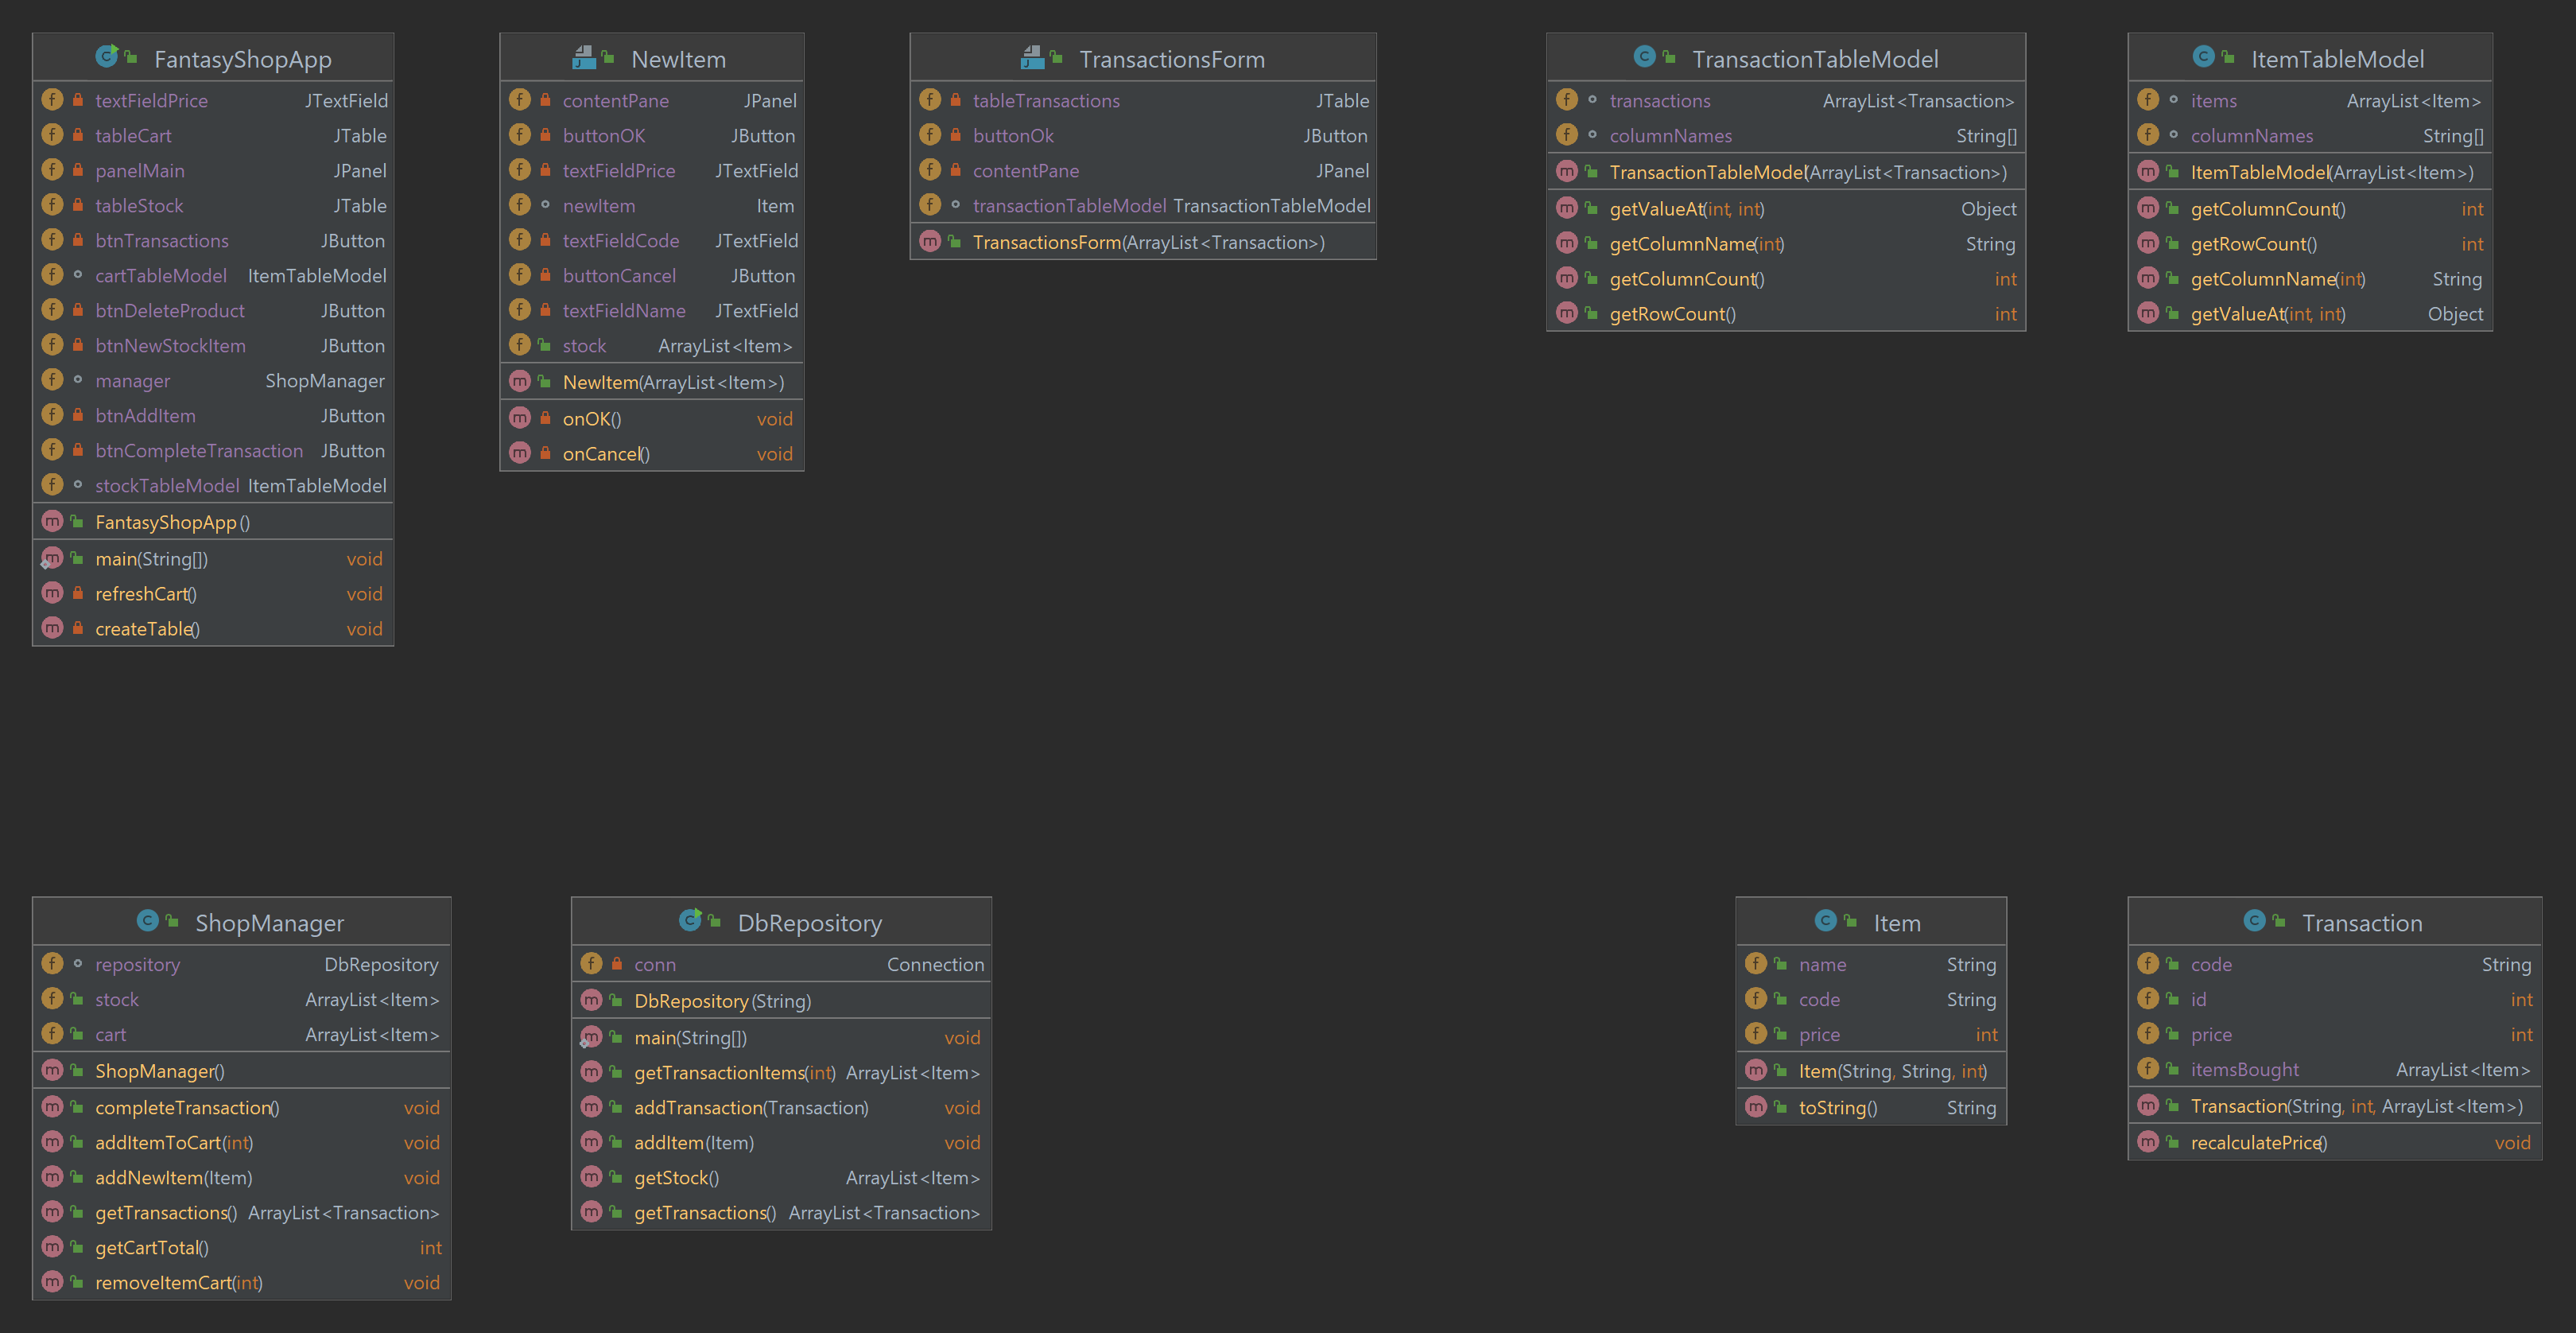 FantasyShopApp
textFieldPrice JTextField
tableCart JTable
panelMain JPanel
tableStock JTable
btnTransactions JButton
cartTableModel ItemTableModel
btnDeleteProduct JButton
btnNewStockItem JButton
manager ShopManager
btnAddItem JButton
btnCompleteTransaction JButton
stockTableModel ItemTableModel
FantasyShopApp()
main(String[]) void
refreshCart() void
createTable() void
NewItem
contentPane JPanel
buttonOK JButton
textFieldPrice JTextField
newItem Item
textFieldCode JTextField
buttonCancel JButton
textFieldName JTextField
stock ArrayList<Item>
NewItem(ArrayList<Item>)
onOK() void
onCancel() void
TransactionsForm
tableTransactions JTable
buttonOk JButton
contentPane JPanel
transactionTableModel TransactionTableModel
TransactionsForm(ArrayList<Transaction>)
TransactionTableModel
transactions ArrayList<Transaction>
columnNames String[]
TransactionTableModel(ArrayList<Transaction>)
getValueAt(int, int) Object
getColumnName(int) String
getColumnCount() int
getRowCount() int
ItemTableModel
items ArrayList<Item>
columnNames String[]
ItemTableModel(ArrayList<Item>)
getColumnCount() int
getRowCount() int
getColumnName(int) String
getValueAt(int, int) Object
ShopManager
repository DbRepository
stock ArrayList<Item>
cart ArrayList<Item>
ShopManager()
completeTransaction() void
addItemToCart(int) void
addNewItem(Item) void
getTransactions() ArrayList<Transaction>
getCartTotal() int
removeItemCart(int) void
DbRepository
conn Connection
DbRepository(String)
main(String[]) void
getTransactionItems(int) ArrayList<Item>
addTransaction(Transaction) void
addItem(Item) void
getStock() ArrayList<Item>
getTransactions() ArrayList<Transaction>
Item
name String
code String
price int
Item(String, String, int)
toString() String
Transaction
code String
id int
price int
itemsBought ArrayList<Item>
Transaction(String, int, ArrayList<Item>)
recalculatePrice() void